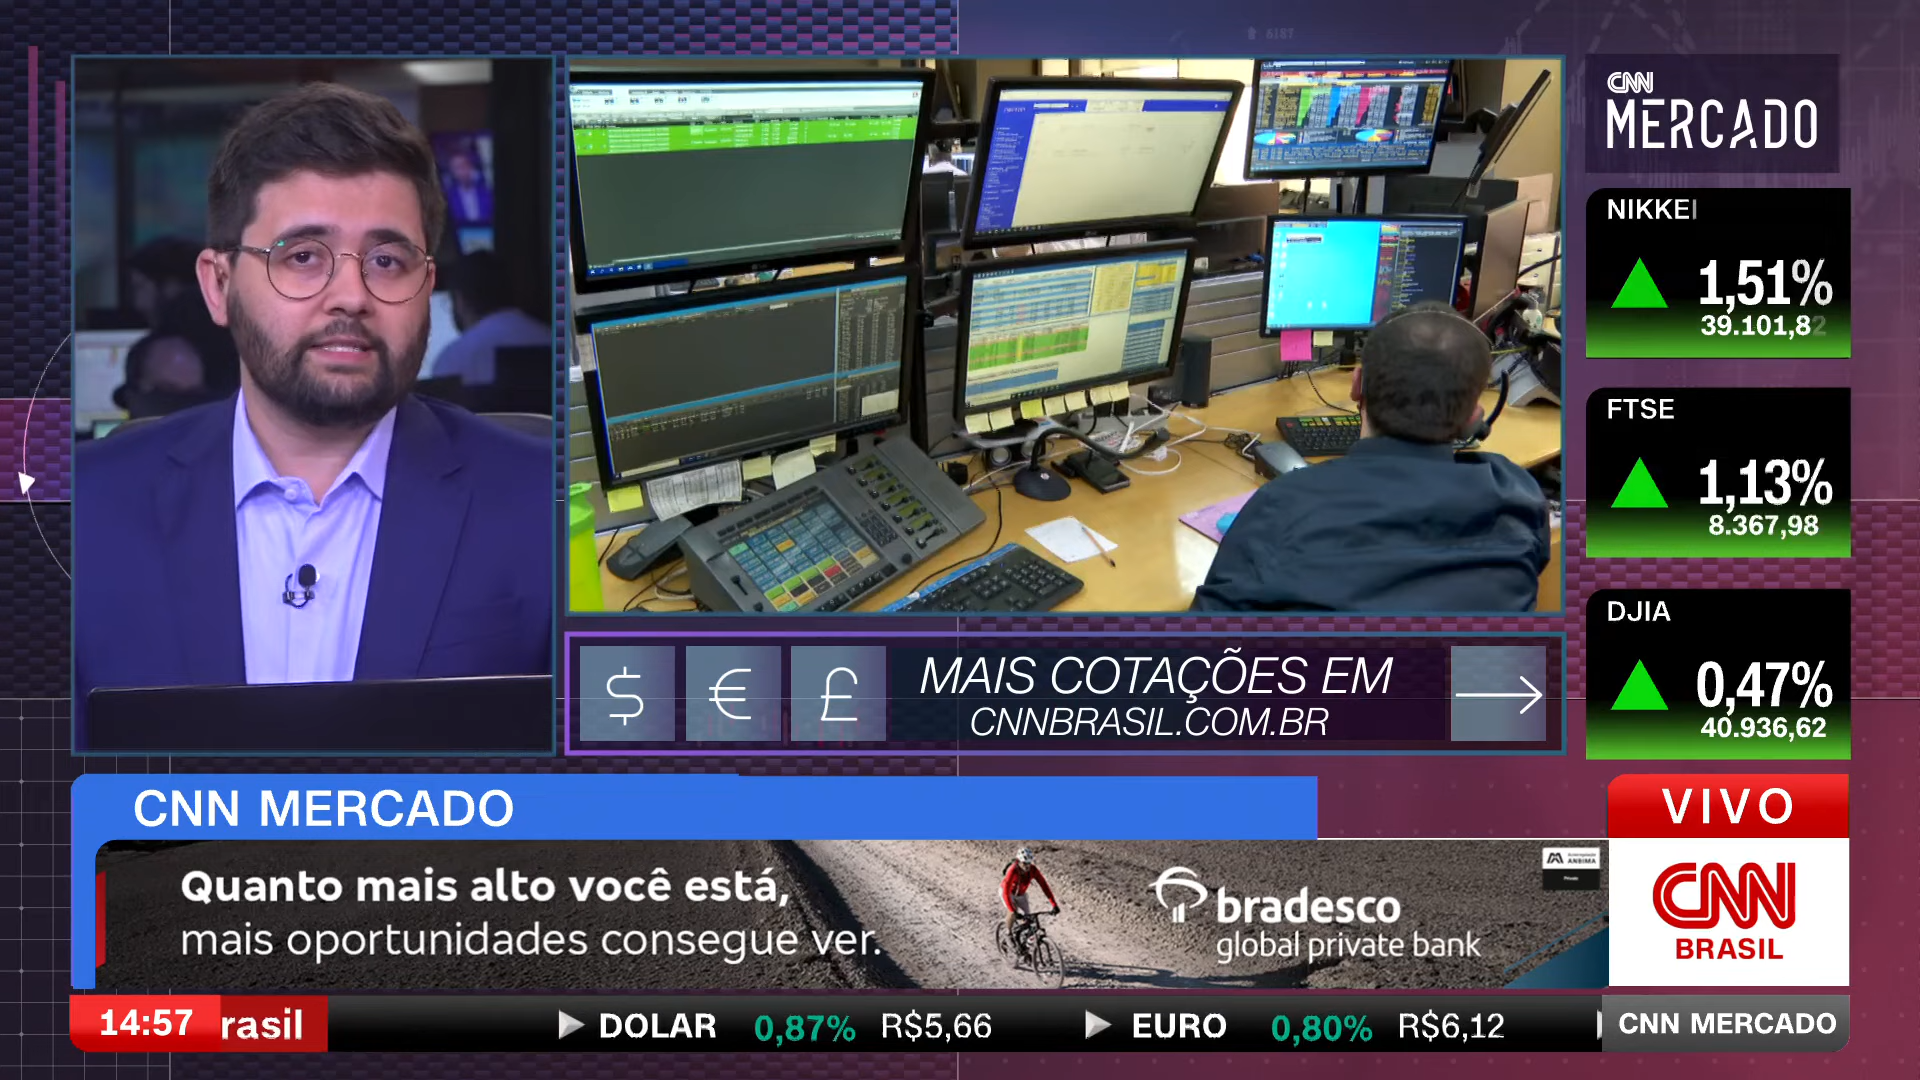 CNN
MERCADO
NIKKEI
1,51%
39.101,82
FTSE
1,13%
8.367,98
DJIA
0,47%
40.936,62
$ € £
MAIS COTAÇÕES EM
CNNBRASIL.COM.BR
CNN MERCADO
VIVO
Quanto mais alto você está,
mais oportunidades consegue ver.
bradesco
global private bank
ANBIMA
CNN
BRASIL
14:57 rasil DOLAR 0,87% R$5,66 EURO 0,80% R$6,12 CNN MERCADO
6187